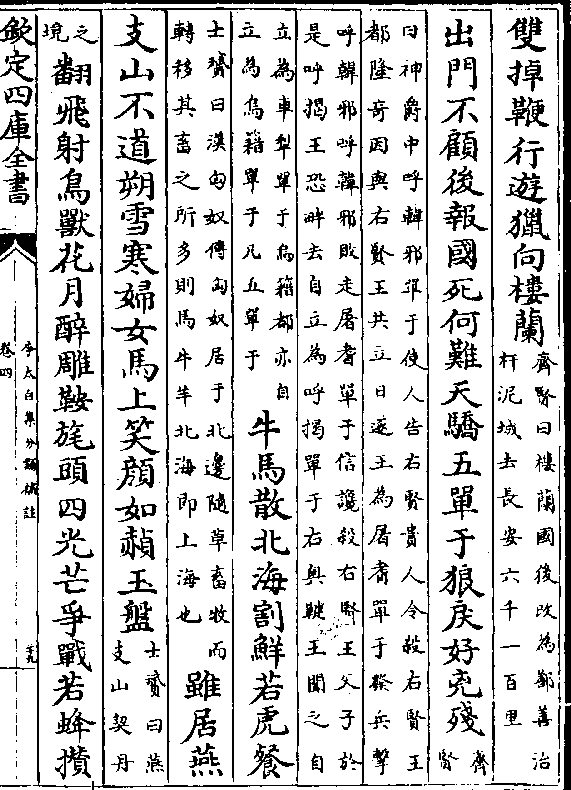 雙掉鞭行遊獵向樓蘭
齊賢曰樓蘭國後改為鄯善治
扞泥城去長安六千一百里
出門不顧後報國死何難天驕五單于狼戾好兇殘
齊
賢
曰神爵中呼韓邪單于使人告右賢貴人令殺右賢王
都隆竒因與右賢王共立日逐王為屠耆單于發兵擊
呼韓邪呼韓邪敗走屠耆單于信讒殺右賢王父子於
是呼揭王恐畔去自立為呼揭單于右奥鞬王聞之自
立為車犁單于烏籍都亦自
立為烏籍單于凡五單于
牛馬散北海割鮮若虎餐
士贇曰漢匈奴傳匈奴居于北邊隨草畜牧而
轉移其畜之所多則馬牛羊北海即上海也
雖居燕
支山不道朔雪寒婦女馬上笑顔如赬玉盤
士贇曰燕
支山契丹
之
境
翻飛射鳥獸花月醉雕鞍旄頭四光芒爭戰若蜂攅
欽定四庫全書
李太白集分類補註
卷四